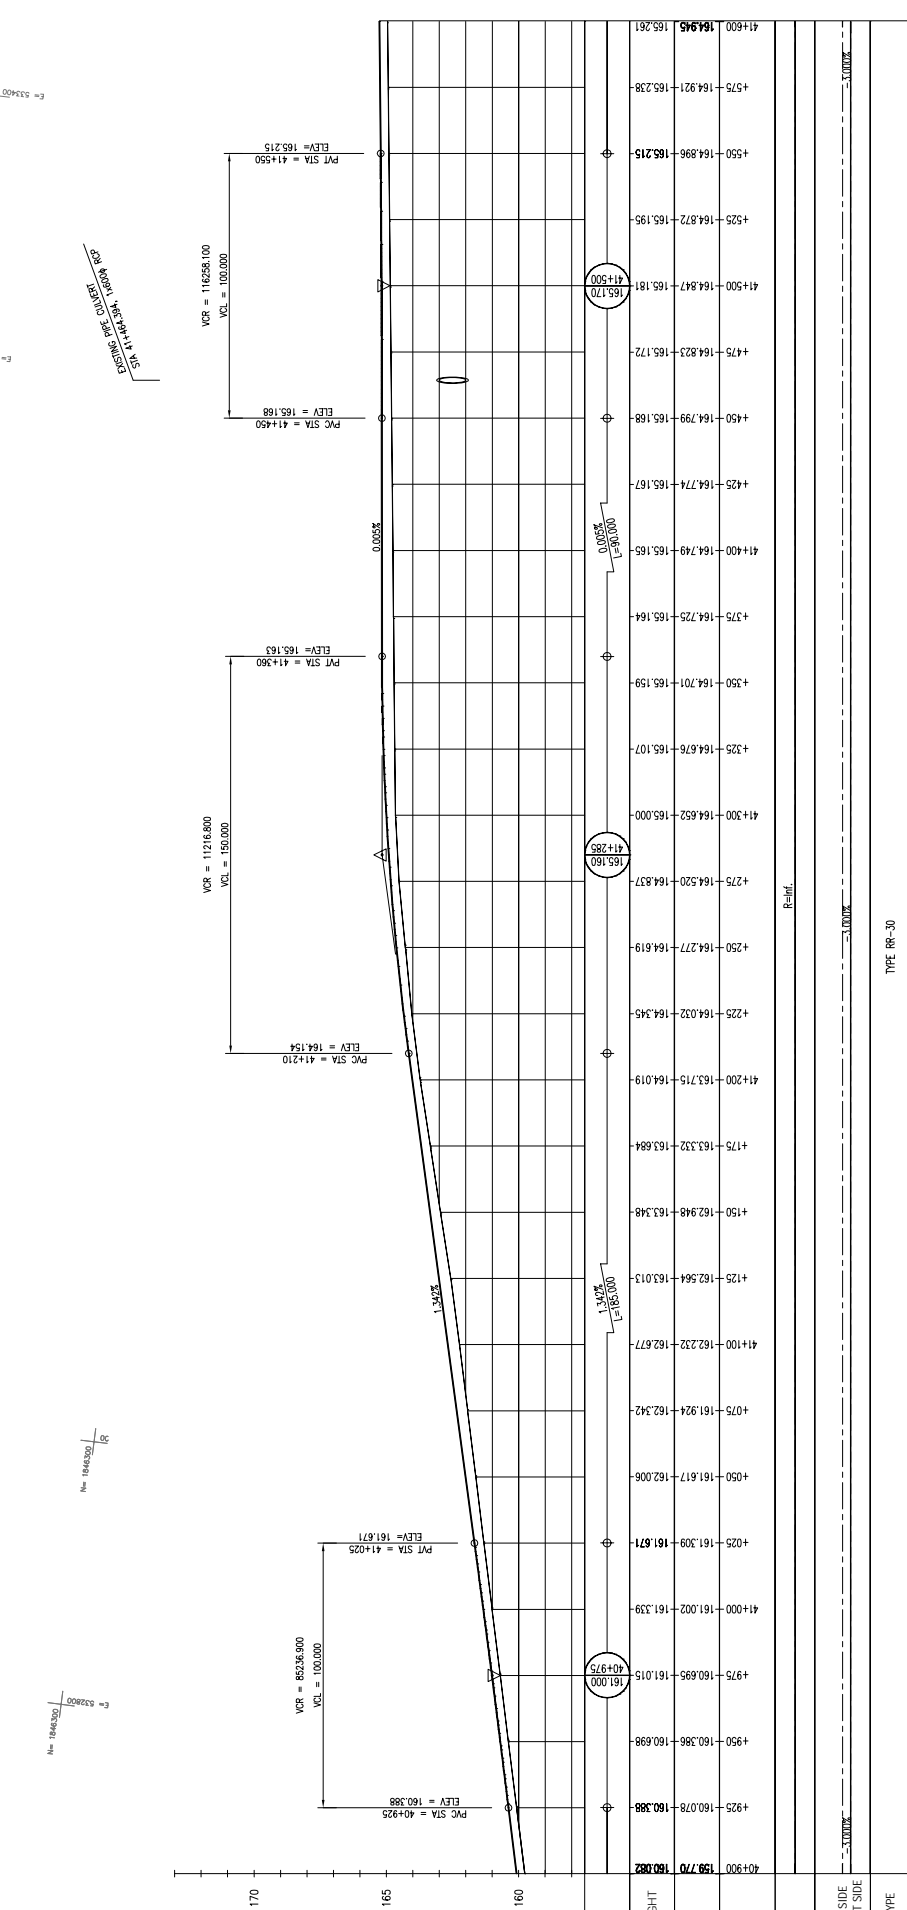 E= 533400
E=
EXISTING PIPE CULVERT
STA 41+464.394, 1x600ϕ RCP
N= 1846300
00
N= 1846300
E= 532800
VCR = 116258.100
VCL = 100.000
PVT STA = 41+550
ELEV= 165.215
PVC STA = 41+450
ELEV = 165.168
VCR = 11216.800
VCL = 150.000
PVT STA = 41+360
ELEV= 165.163
PVC STA = 41+210
ELEV = 164.154
VCR = 85236.900
VCL = 100.000
PVT STA = 41+025
ELEV= 161.671
PVC STA = 40+925
ELEV = 160.388
0.005%
1.342%
170
165
160
41+500
165.170
0.005%
L=90.000
41+285
165.160
1.342%
L=185.000
40+975
161.000
165.261 164.945 41+600
165.238 164.921 +575
165.215 164.896 +550
165.195 164.872 +525
165.181 164.847 41+500
165.172 164.823 +475
165.168 164.799 +450
165.167 164.774 +425
165.165 164.749 41+400
165.164 164.725 +375
165.159 164.701 +350
165.107 164.676 +325
165.000 164.652 41+300
164.837 164.520 +275
164.619 164.277 +250
164.345 164.032 +225
164.019 163.715 41+200
163.684 163.332 +175
163.348 162.948 +150
163.013 162.564 +125
162.677 162.232 41+100
162.342 161.924 +075
162.006 161.617 +050
161.671 161.309 +025
161.339 161.002 41+000
161.015 160.695 +975
160.698 160.386 +950
160.388 160.078 +925
160.082 159.770 40+900
GHT
R=Inf.
-3.000%
-3.000%
-3.000%
SIDE
T SIDE
TYPE RR-30
YPE